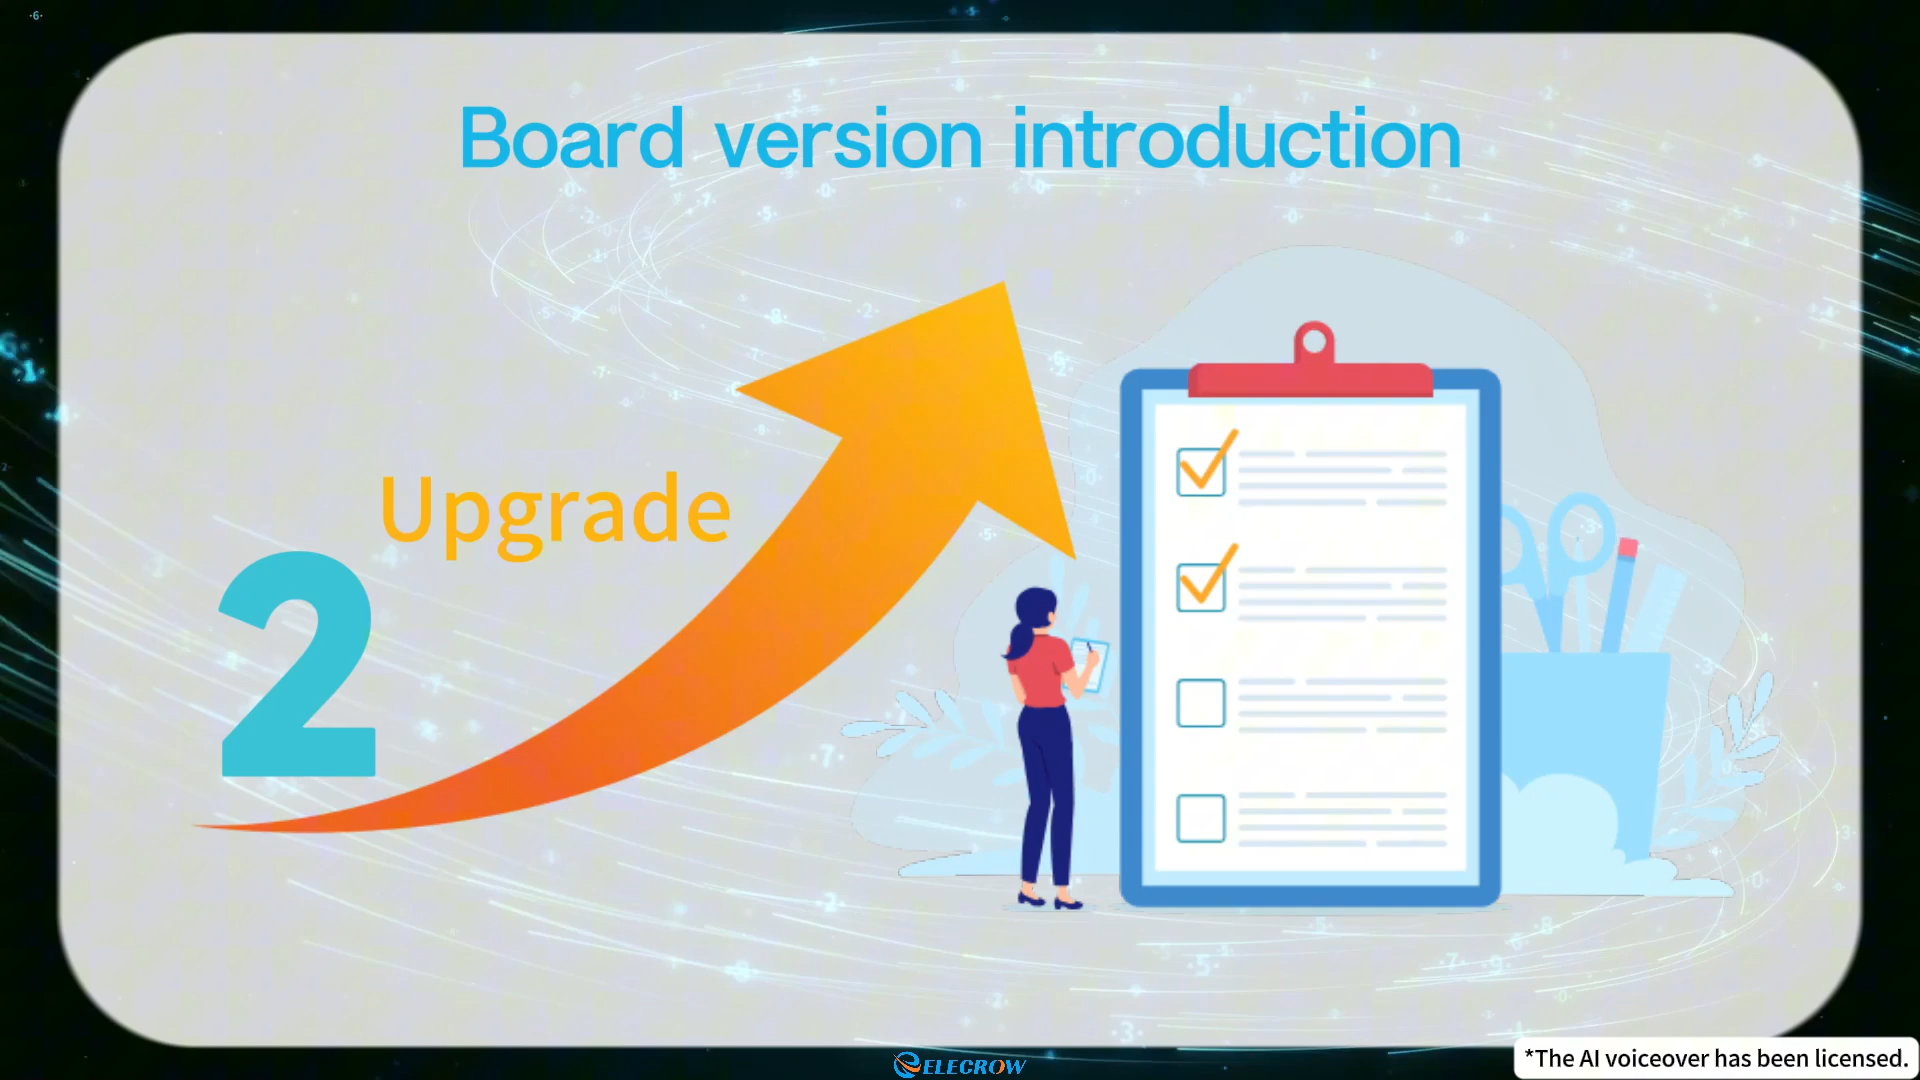 Board version introduction
Upgrade
2
ELECROW
*The AI voiceover has been licensed.